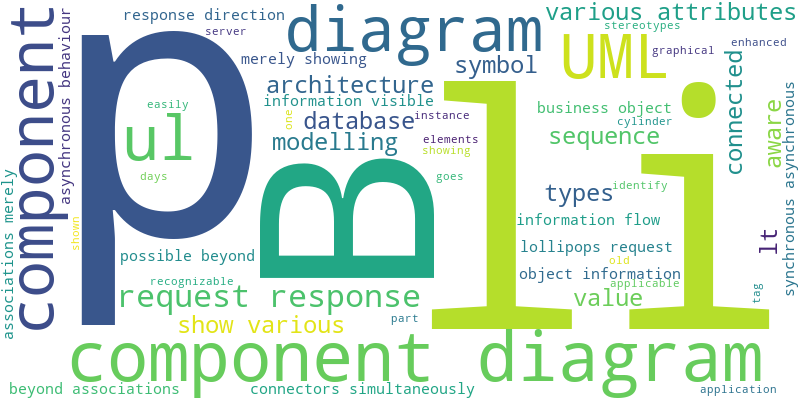 component
asynchronous behaviour
associations merely
shown
p
ul
easily
days
response direction
server
merely showing
diagram
architecture
information visible
database
modelling
one
B
symbol
instance
elements
showing
goes
li
i
various attributes
stereotypes
UML
graphical
enhanced
business object
cylinder
sequence
connected
aware
synchronous asynchronous
types
identify
information flow
lollipops request
old
object information
applicable
value
lt
tag
possible beyond
recognizable
request response
show various
part
component diagram
beyond associations
connectors simultaneously
application